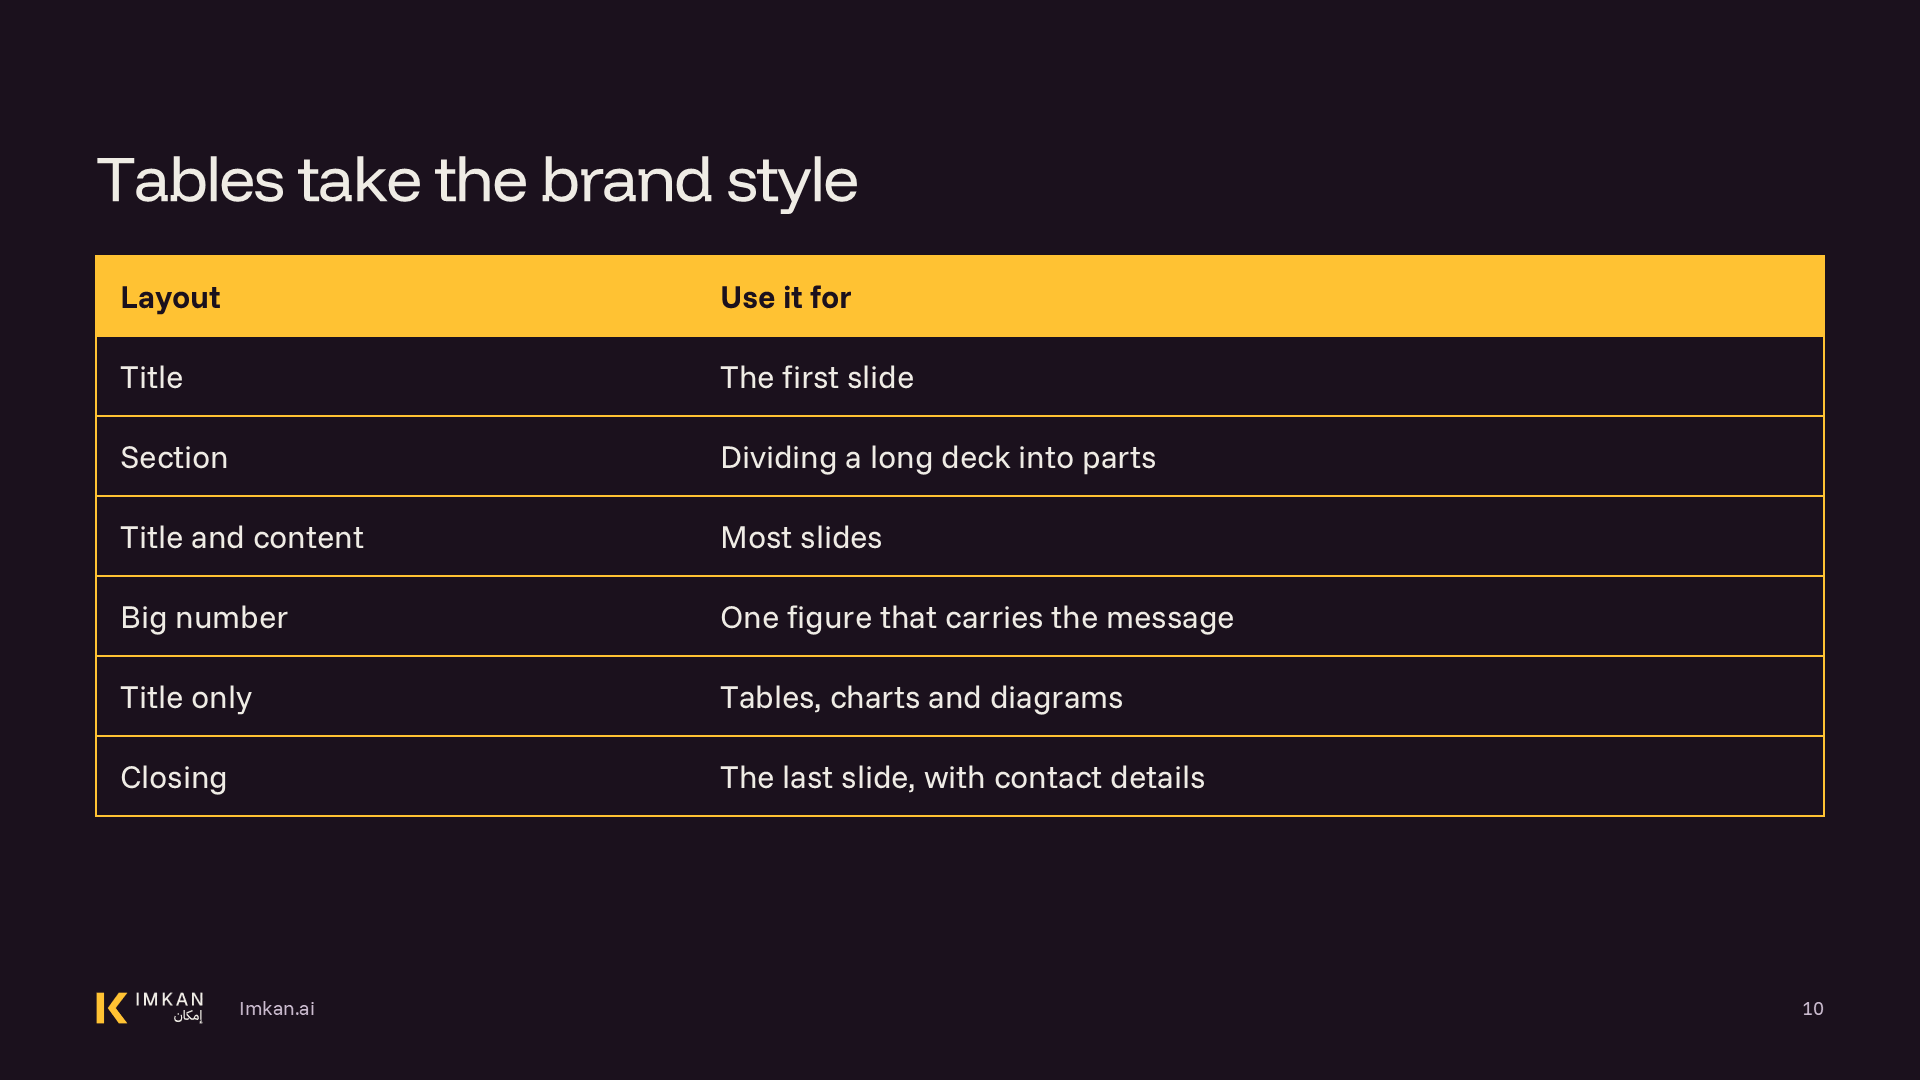 Tables take the brand style
Layout Use it for
Title The first slide
Section Dividing a long deck into parts
Title and content Most slides
Big number One figure that carries the message
Title only Tables, charts and diagrams
Closing The last slide, with contact details
IMKAN
إمكان
Imkan.ai
10